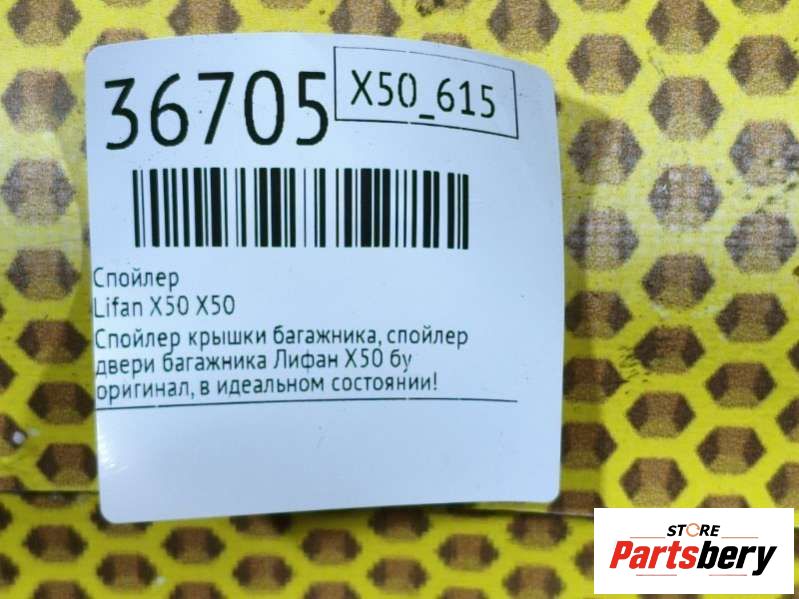 36705
X50_615
Спойлер
Lifan X50 X50
Спойлер крышки багажника, спойлер
двери багажника Лифан Х50 бу
оригинал, в идеальном состоянии!
STORE
Partsbery